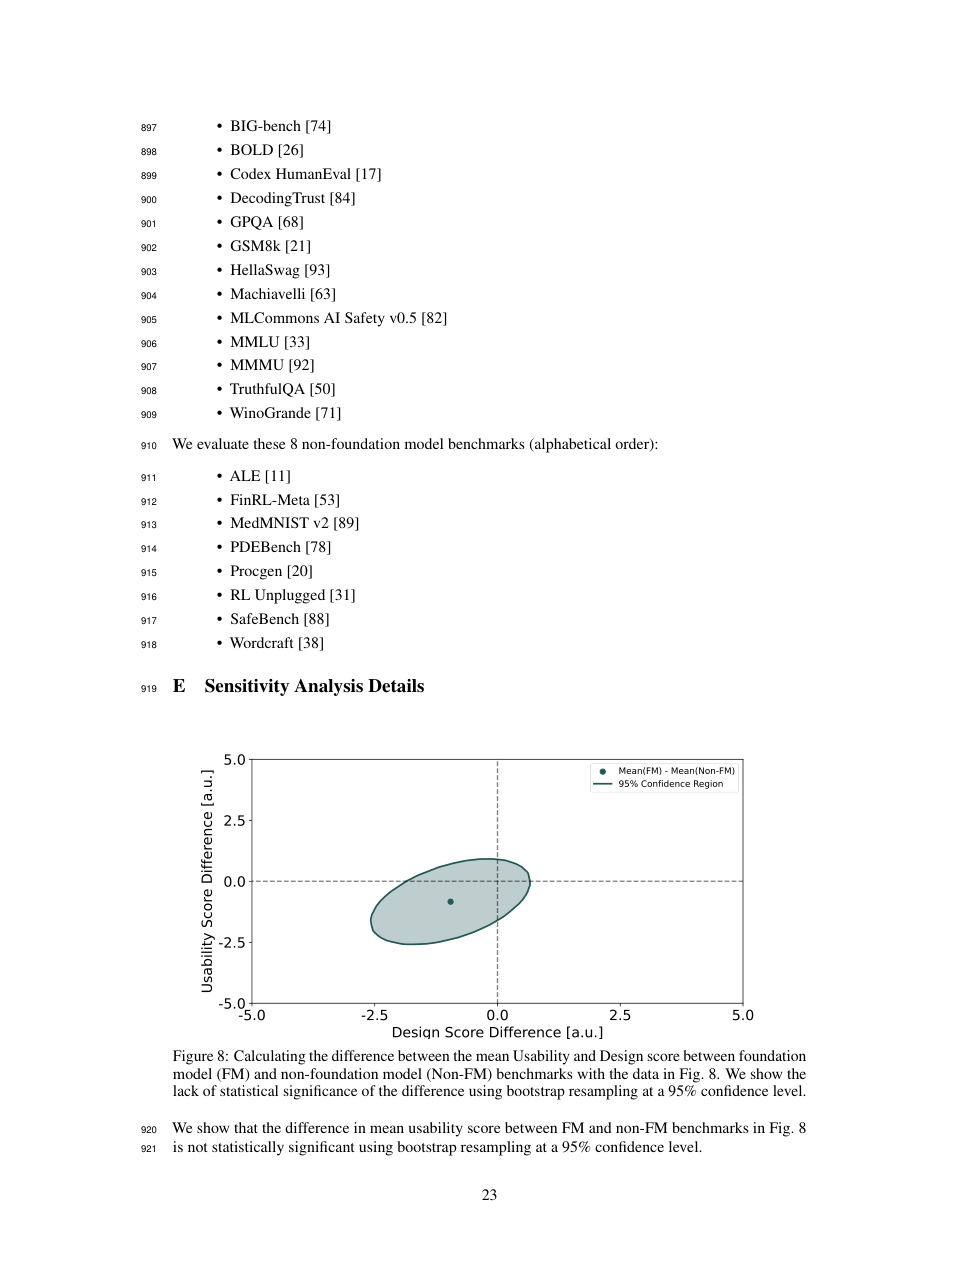 897 • BIG-bench [74]
898 • BOLD [26]
899 • Codex HumanEval [17]
900 • DecodingTrust [84]
901 • GPQA [68]
902 • GSM8k [21]
903 • HellaSwag [93]
904 • Machiavelli [63]
905 • MLCommons AI Safety v0.5 [82]
906 • MMLU [33]
907 • MMMU [92]
908 • TruthfulQA [50]
909 • WinoGrande [71]
910 We evaluate these 8 non-foundation model benchmarks (alphabetical order):
911 • ALE [11]
912 • FinRL-Meta [53]
913 • MedMNIST v2 [89]
914 • PDEBench [78]
915 • Procgen [20]
916 • RL Unplugged [31]
917 • SafeBench [88]
918 • Wordcraft [38]
919 E Sensitivity Analysis Details
Usability Score Difference [a.u.]
5.0
2.5
0.0
-2.5
-5.0
Mean(FM) - Mean(Non-FM)
95% Confidence Region
-5.0 -2.5 0.0 2.5 5.0
Design Score Difference [a.u.]
Figure 8: Calculating the difference between the mean Usability and Design score between foundation
model (FM) and non-foundation model (Non-FM) benchmarks with the data in Fig. 8. We show the
lack of statistical significance of the difference using bootstrap resampling at a 95% confidence level.
920 We show that the difference in mean usability score between FM and non-FM benchmarks in Fig. 8
921 is not statistically significant using bootstrap resampling at a 95% confidence level.
23